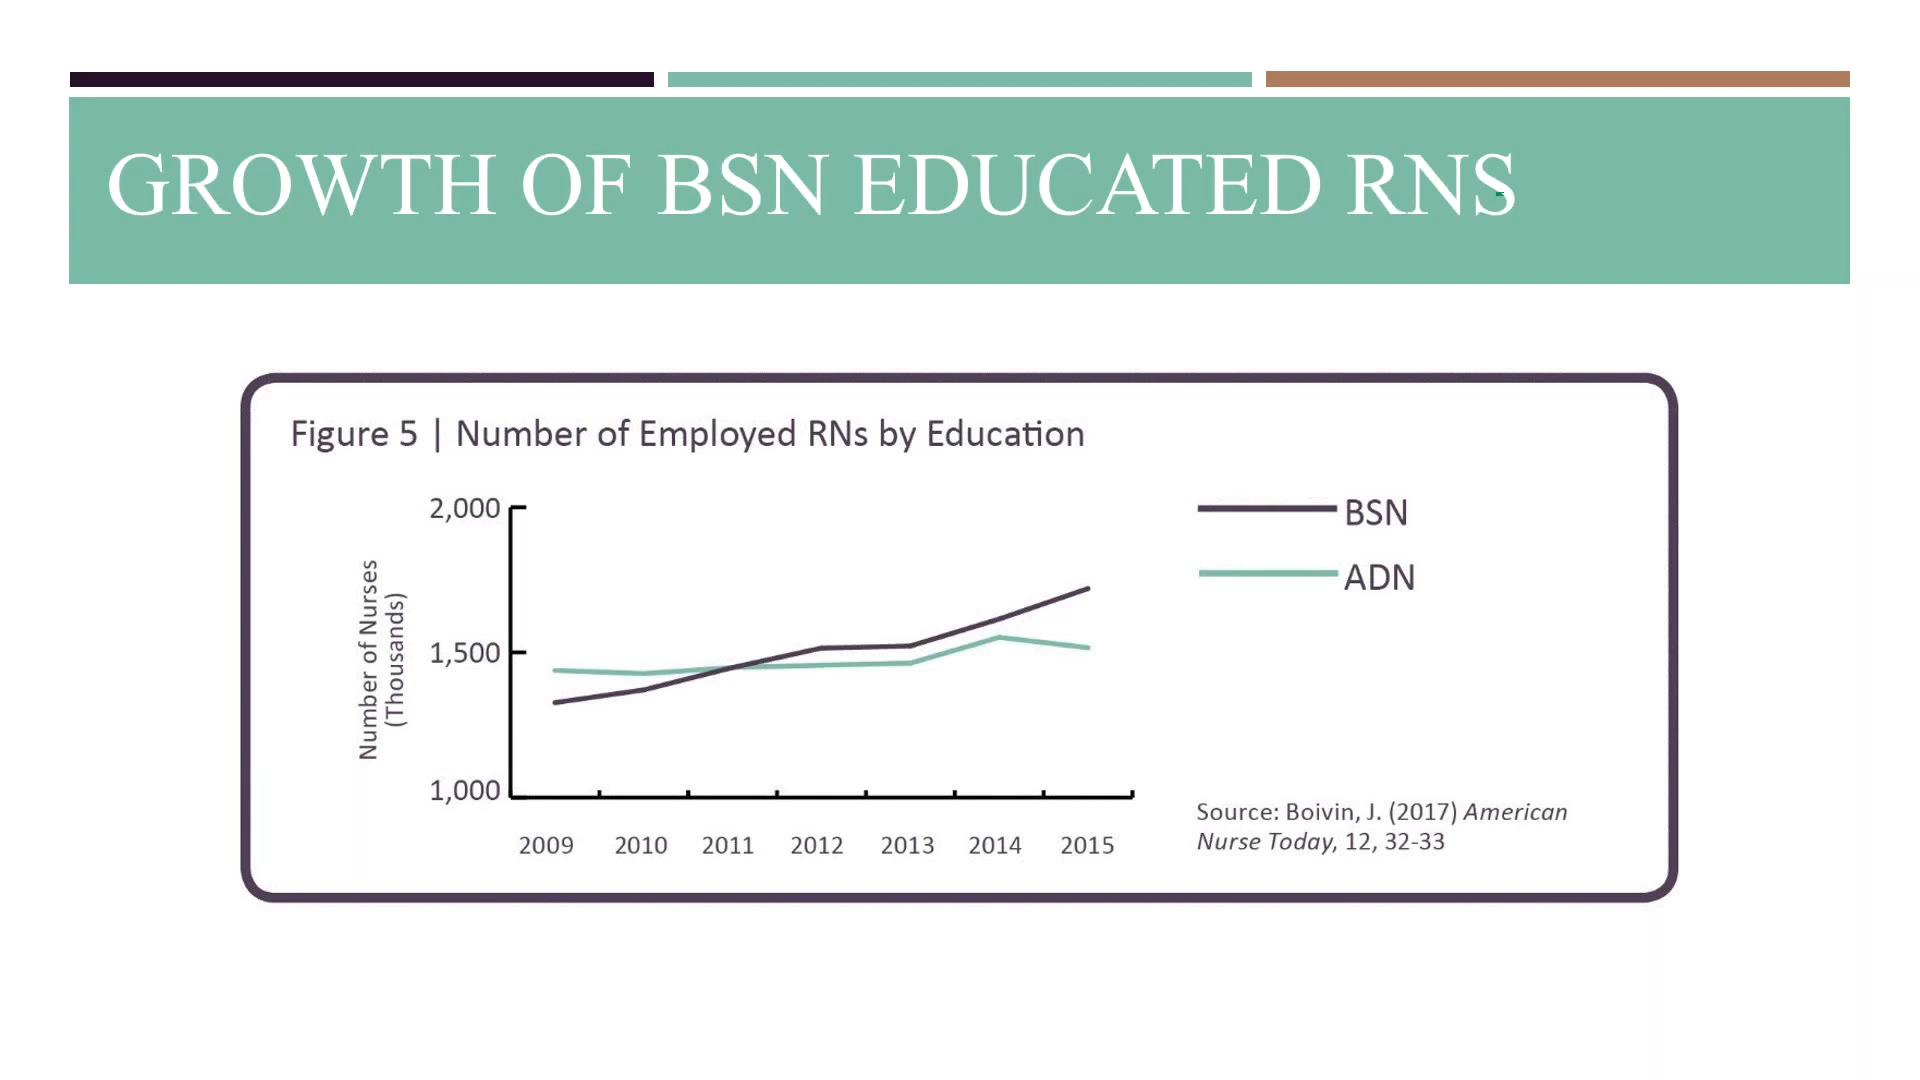 GROWTH OF BSN EDUCATED RNS
Figure 5 | Number of Employed RNs by Education
Number of Nurses
(Thousands)
2,000
1,500
1,000
2009 2010 2011 2012 2013 2014 2015
BSN
ADN
Source: Boivin, J. (2017) American
Nurse Today, 12, 32-33